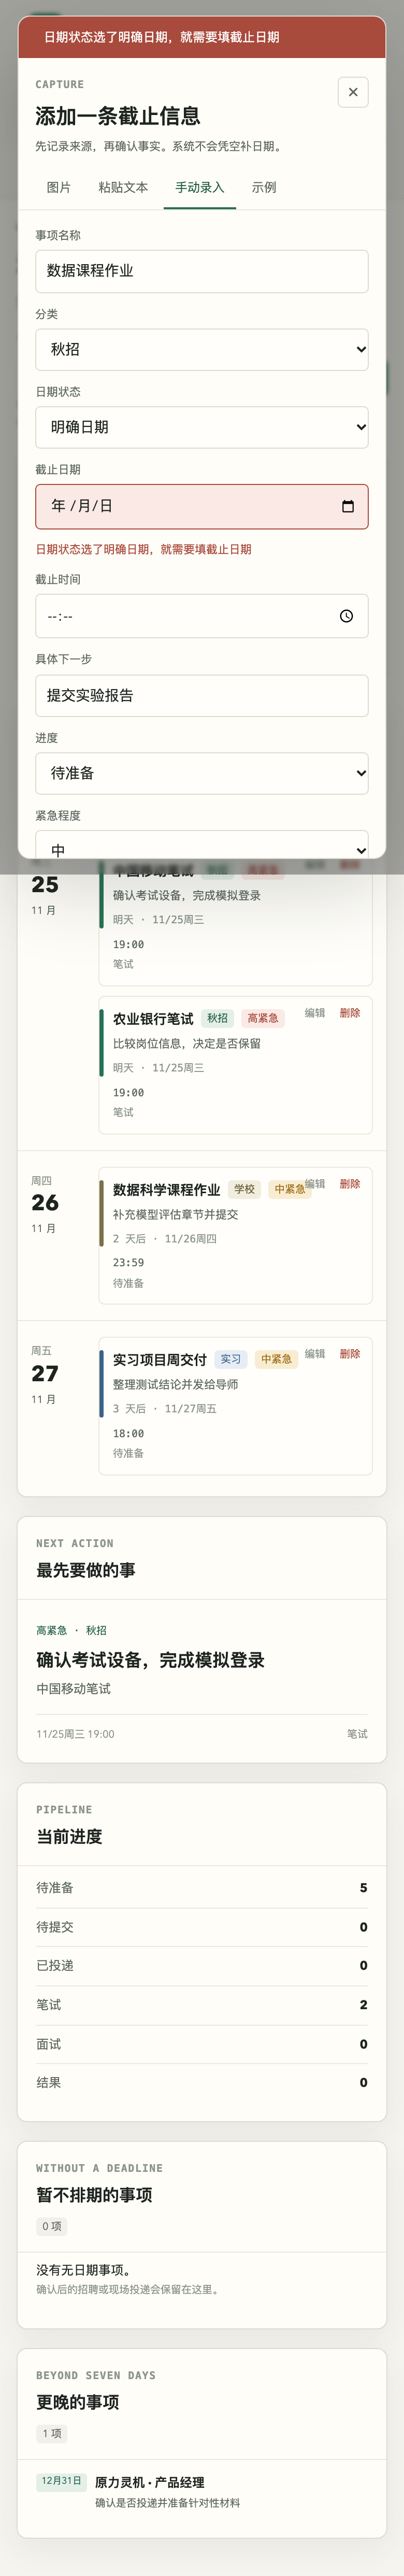 日期状态选了明确日期，就需要填截止日期
CAPTURE
添加一条截止信息
先记录来源，再确认事实。系统不会凭空补日期。
图片 粘贴文本 手动录入 示例
事项名称
数据课程作业
分类
秋招
日期状态
明确日期
截止日期
年 /月/日
日期状态选了明确日期，就需要填截止日期
截止时间
--:--
具体下一步
提交实验报告
进度
待准备
紧急程度
中
25
11 月
中国移动笔试 秋招 高紧急 编辑 删除
确认考试设备，完成模拟登录
明天 · 11/25周三
19:00
笔试
农业银行笔试 秋招 高紧急 编辑 删除
比较岗位信息，决定是否保留
明天 · 11/25周三
19:00
笔试
周四
26
11 月
数据科学课程作业 学校 中紧急 编辑 删除
补充模型评估章节并提交
2 天后 · 11/26周四
23:59
待准备
周五
27
11 月
实习项目周交付 实习 中紧急 编辑 删除
整理测试结论并发给导师
3 天后 · 11/27周五
18:00
待准备
NEXT ACTION
最先要做的事
高紧急 · 秋招
确认考试设备，完成模拟登录
中国移动笔试
11/25周三 19:00 笔试
PIPELINE
当前进度
待准备 5
待提交 0
已投递 0
笔试 2
面试 0
结果 0
WITHOUT A DEADLINE
暂不排期的事项
0 项
没有无日期事项。
确认后的招聘或现场投递会保留在这里。
BEYOND SEVEN DAYS
更晚的事项
1 项
12月31日 原力灵机 · 产品经理
确认是否投递并准备针对性材料